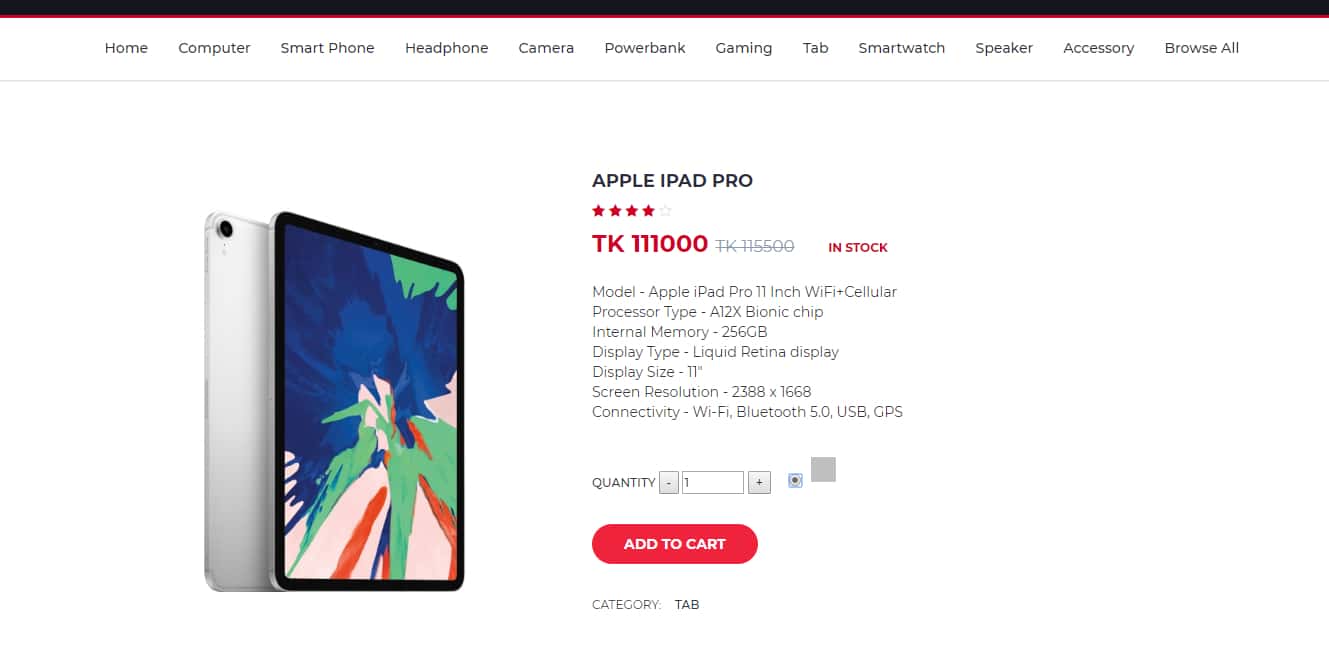 Home Computer Smart Phone Headphone Camera Powerbank Gaming Tab Smartwatch Speaker Accessory Browse All
APPLE IPAD PRO
TK 111000 TK 115500 IN STOCK
Model - Apple iPad Pro 11 Inch WiFi+Cellular
Processor Type - A12X Bionic chip
Internal Memory - 256GB
Display Type - Liquid Retina display
Display Size - 11"
Screen Resolution - 2388 x 1668
Connectivity - Wi-Fi, Bluetooth 5.0, USB, GPS
QUANTITY - 1 +
ADD TO CART
CATEGORY: TAB